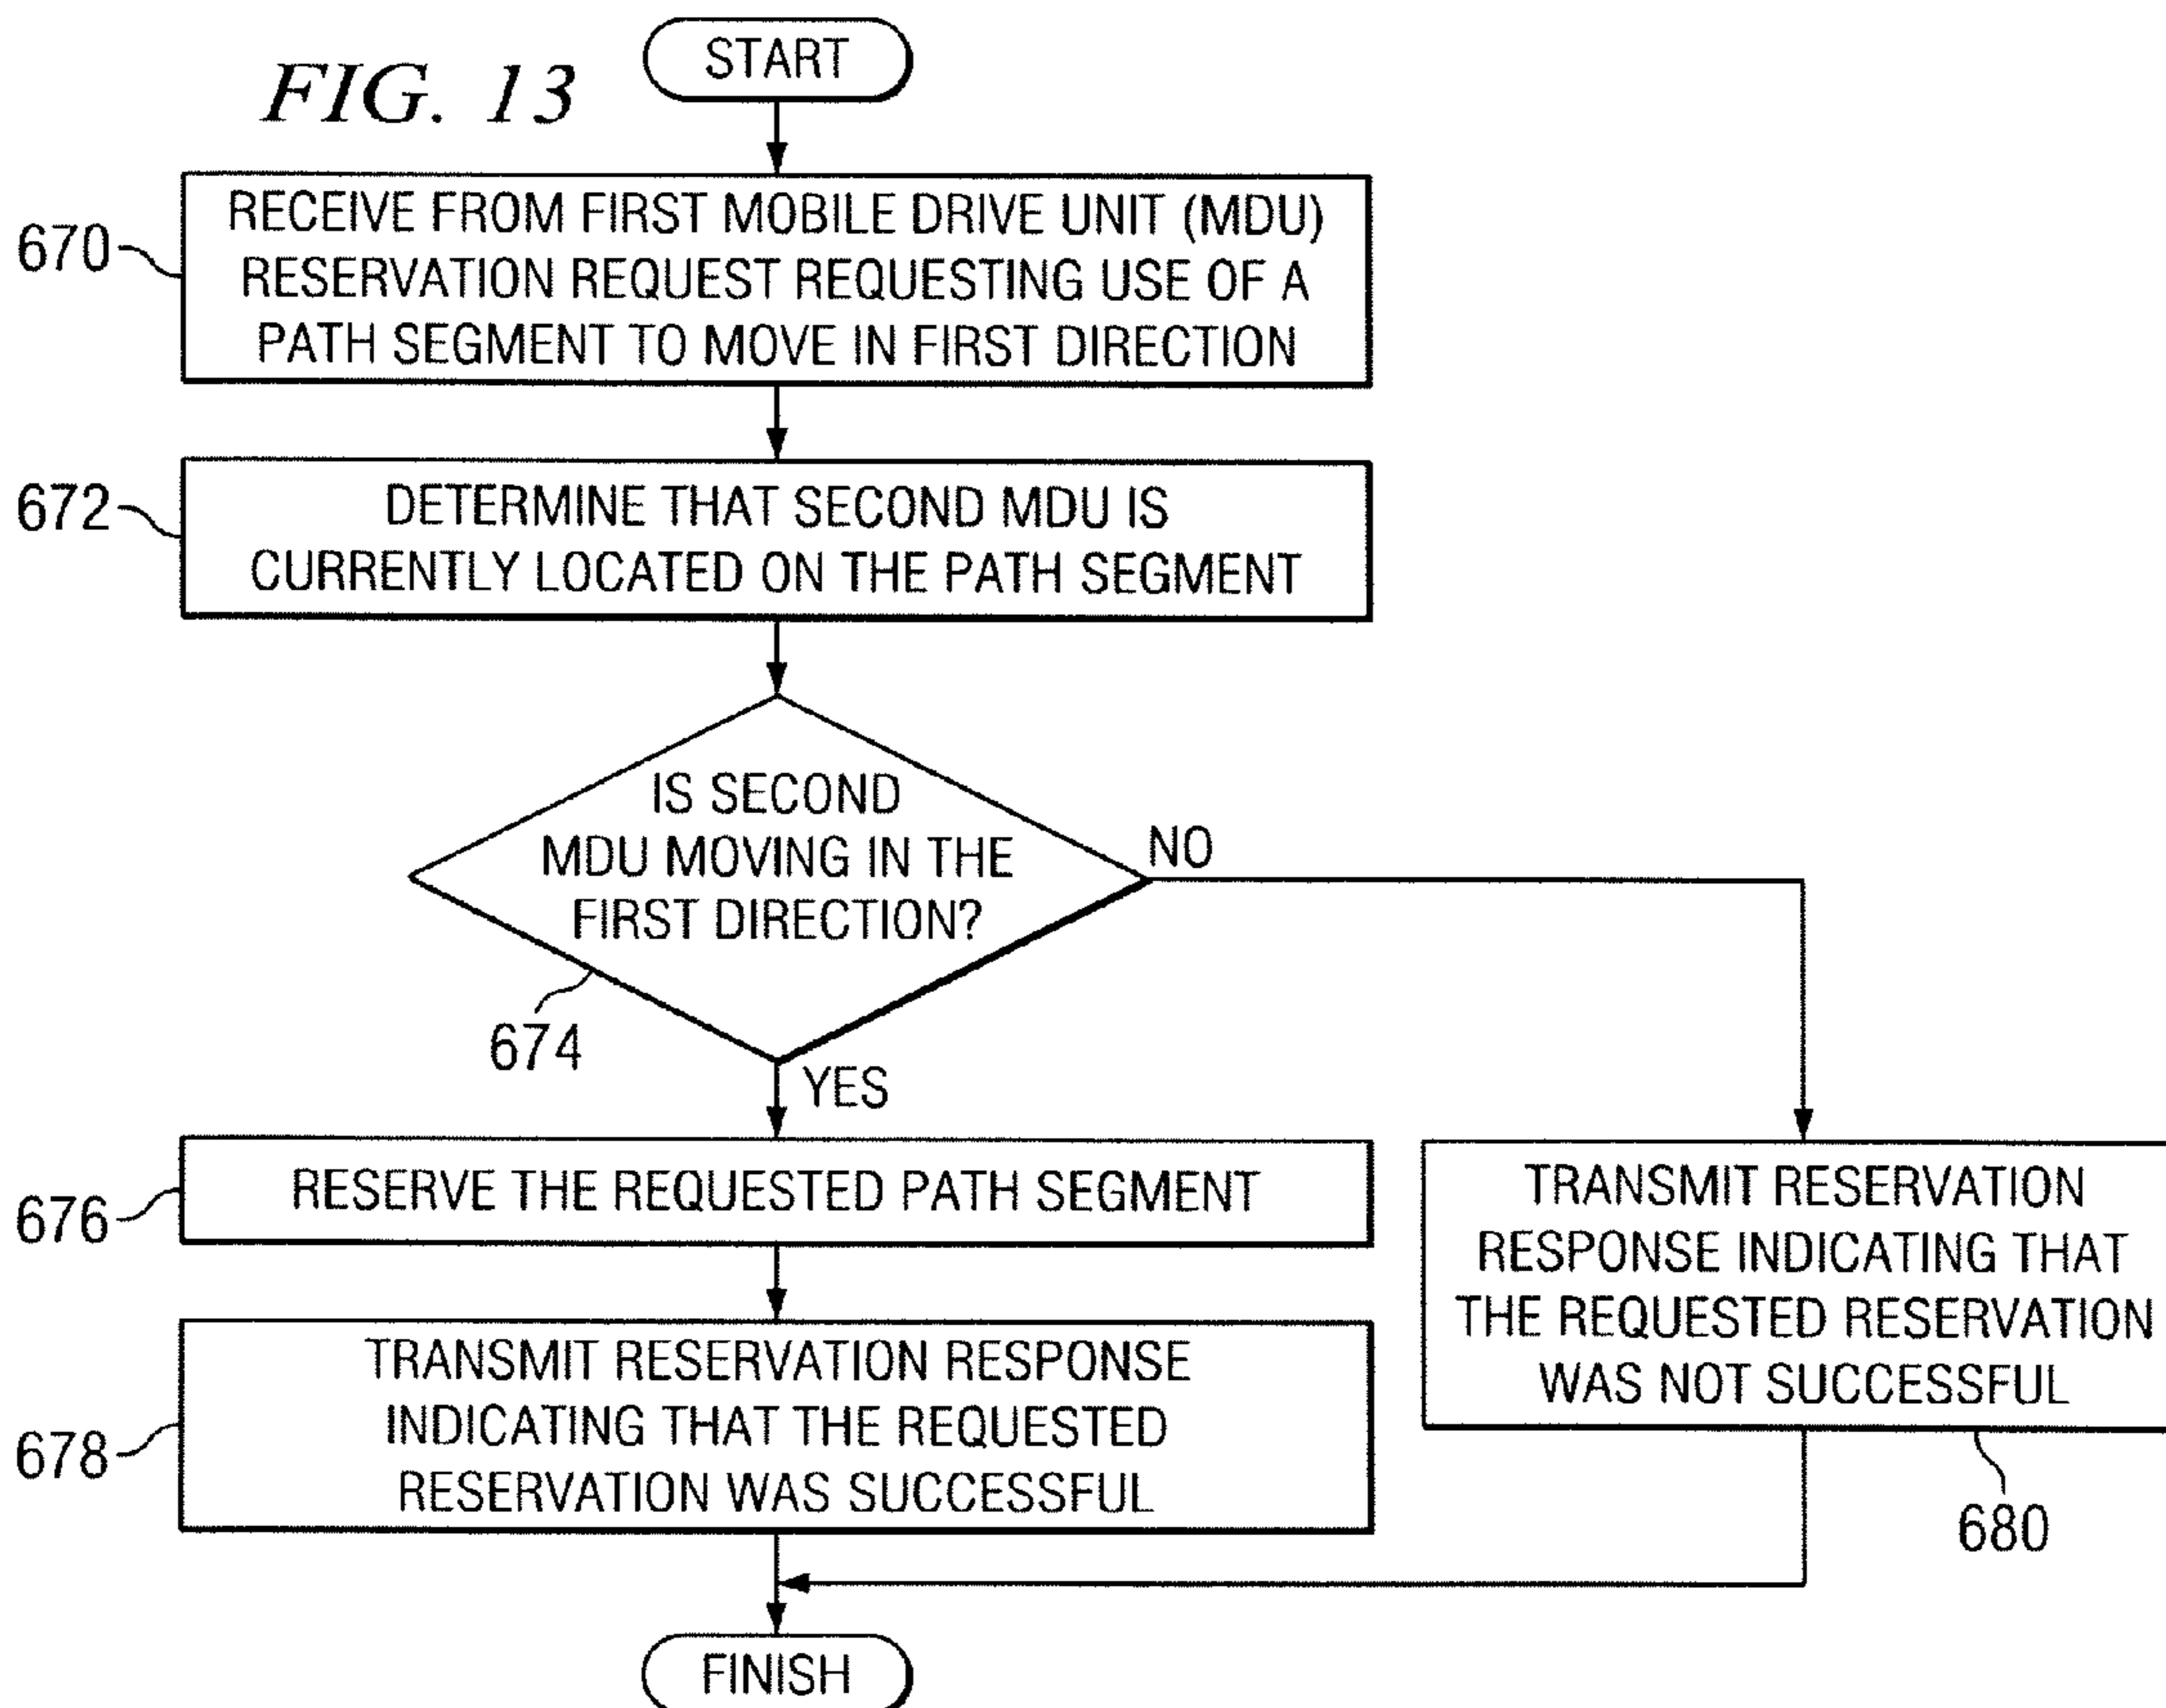 FIG. 13
START
670
RECEIVE FROM FIRST MOBILE DRIVE UNIT (MDU)
RESERVATION REQUEST REQUESTING USE OF A
PATH SEGMENT TO MOVE IN FIRST DIRECTION
672
DETERMINE THAT SECOND MDU IS
CURRENTLY LOCATED ON THE PATH SEGMENT
IS SECOND
MDU MOVING IN THE
FIRST DIRECTION?
NO
674
YES
676
RESERVE THE REQUESTED PATH SEGMENT
678
TRANSMIT RESERVATION RESPONSE
INDICATING THAT THE REQUESTED
RESERVATION WAS SUCCESSFUL
TRANSMIT RESERVATION
RESPONSE INDICATING THAT
THE REQUESTED RESERVATION
WAS NOT SUCCESSFUL
680
FINISH